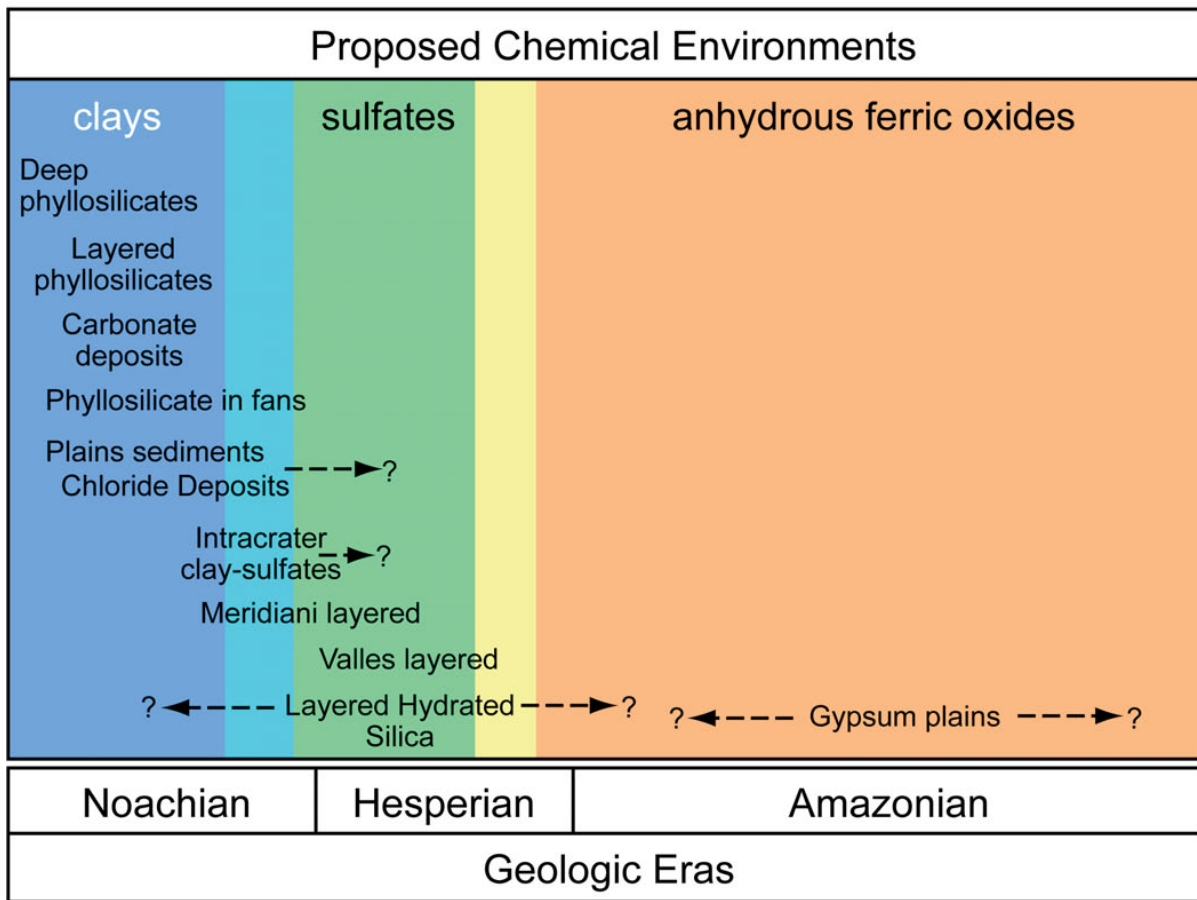 Proposed Chemical Environments
clays sulfates anhydrous ferric oxides
Deep
phyllosilicates
Layered
phyllosilicates
Carbonate
deposits
Phyllosilicate in fans
Plains sediments
Chloride Deposits
?
Intracrater
clay-sulfates
?
Meridiani layered
Valles layered
? Layered Hydrated ?
Silica
? Gypsum plains ?
Noachian Hesperian Amazonian
Geologic Eras